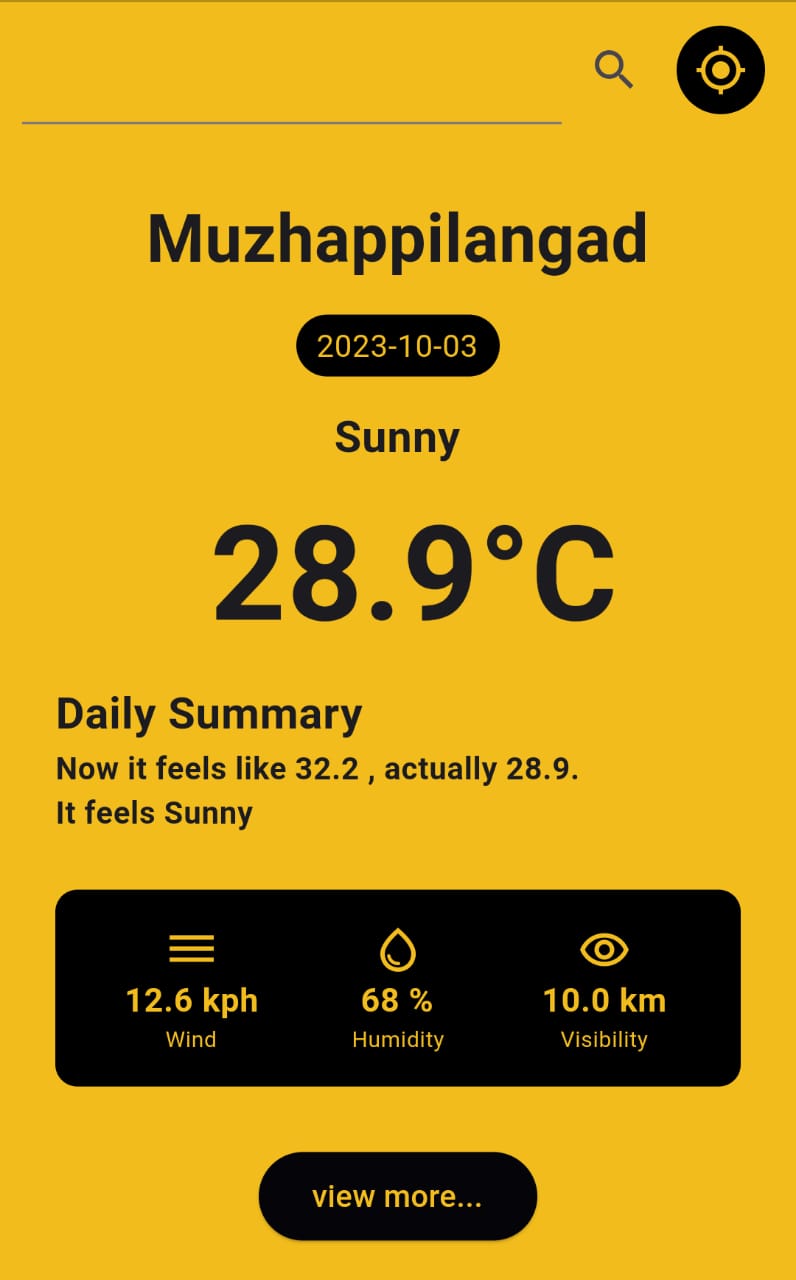 Muzhappilangad
2023-10-03
Sunny
28.9°C
Daily Summary
Now it feels like 32.2 , actually 28.9.
It feels Sunny
12.6 kph 68 % 10.0 km
Wind Humidity Visibility
view more...